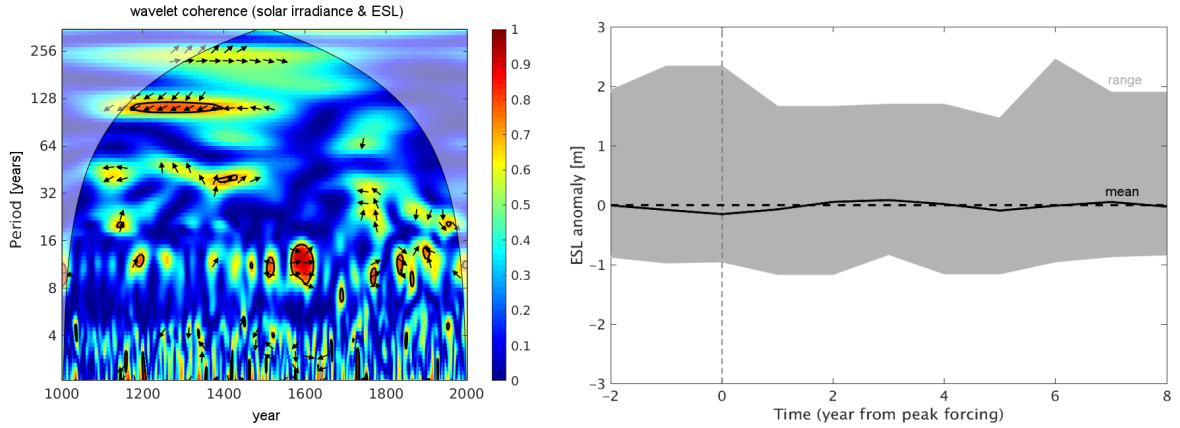 wavelet coherence (solar irradiance & ESL)
Period [years]
256
128
64
32
16
8
4
1000 1200 1400 1600 1800 2000
year
1
0.9
0.8
0.7
0.6
0.5
0.4
0.3
0.2
0.1
0
ESL anomaly [m]
3
2
1
0
−1
−2
−3
range
mean
−2 0 2 4 6 8
Time (year from peak forcing)